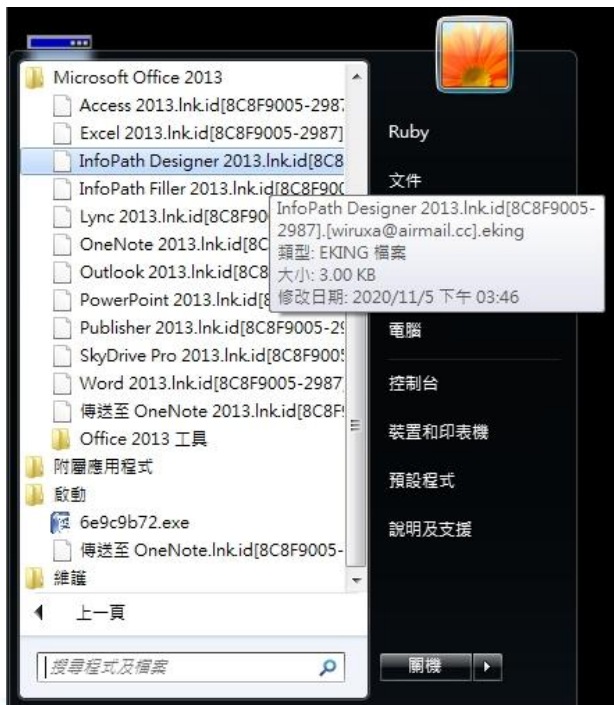 Microsoft Office 2013
Access 2013.lnk.id[8C8F9005-2987
Excel 2013.lnk.id[8C8F9005-2987]
InfoPath Designer 2013.lnk.id[8C8
InfoPath Filler 2013.lnk.id[8C8F900
Lync 2013.lnk.id[8C8F90
OneNote 2013.lnk.id[8C
Outlook 2013.lnk.id[8C8
PowerPoint 2013.lnk.id[
Publisher 2013.lnk.id[8C8F9005-29
SkyDrive Pro 2013.lnk.id[8C8F9005
Word 2013.lnk.id[8C8F9005-2987
傳送至 OneNote 2013.lnk.id[8C8F
Office 2013 工具
附屬應用程式
啟動
6e9c9b72.exe
傳送至 OneNote.lnk.id[8C8F9005-
維護
上一頁
搜尋程式及檔案
Ruby
文件
InfoPath Designer 2013.lnk.id[8C8F9005-
2987].[wiruxa@airmail.cc].eking
類型: EKING 檔案
大小: 3.00 KB
修改日期: 2020/11/5 下午 03:46
電腦
控制台
裝置和印表機
預設程式
說明及支援
關機